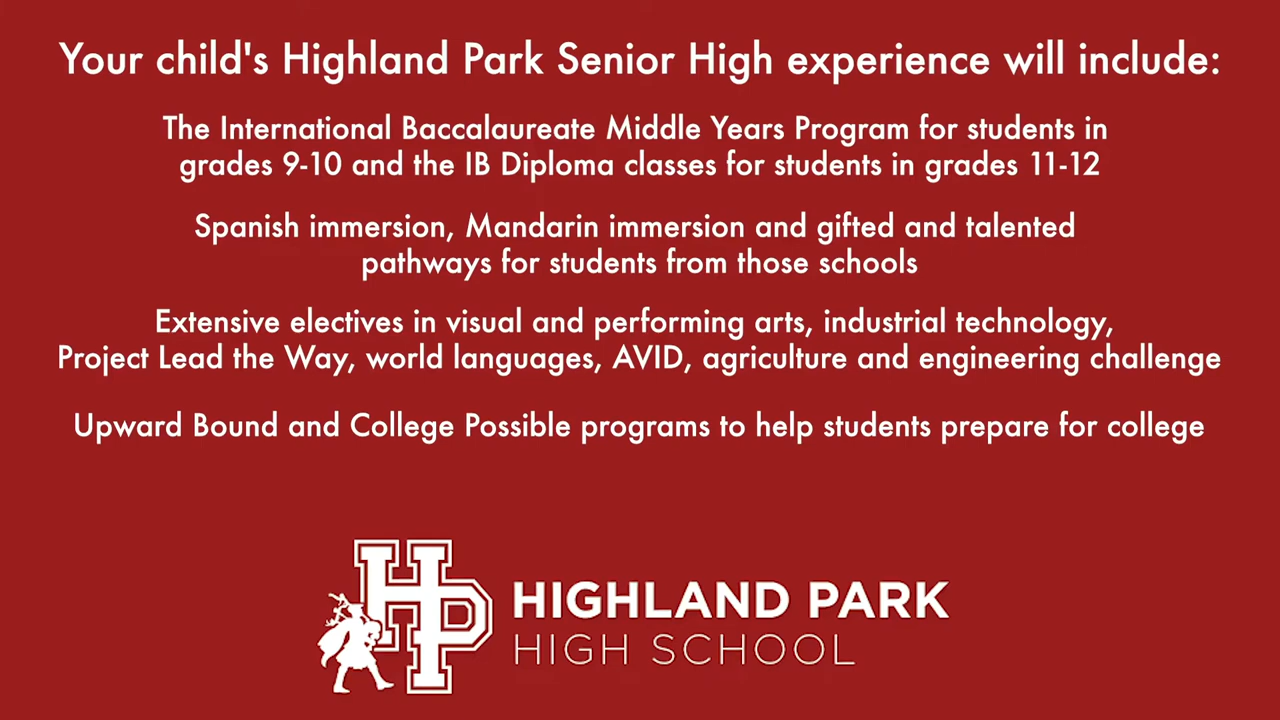 Your child's Highland Park Senior High experience will include:
The International Baccalaureate Middle Years Program for students in
grades 9-10 and the IB Diploma classes for students in grades 11-12
Spanish immersion, Mandarin immersion and gifted and talented
pathways for students from those schools
Extensive electives in visual and performing arts, industrial technology,
Project Lead the Way, world languages, AVID, agriculture and engineering challenge
Upward Bound and College Possible programs to help students prepare for college
HP
HIGHLAND PARK
HIGH SCHOOL